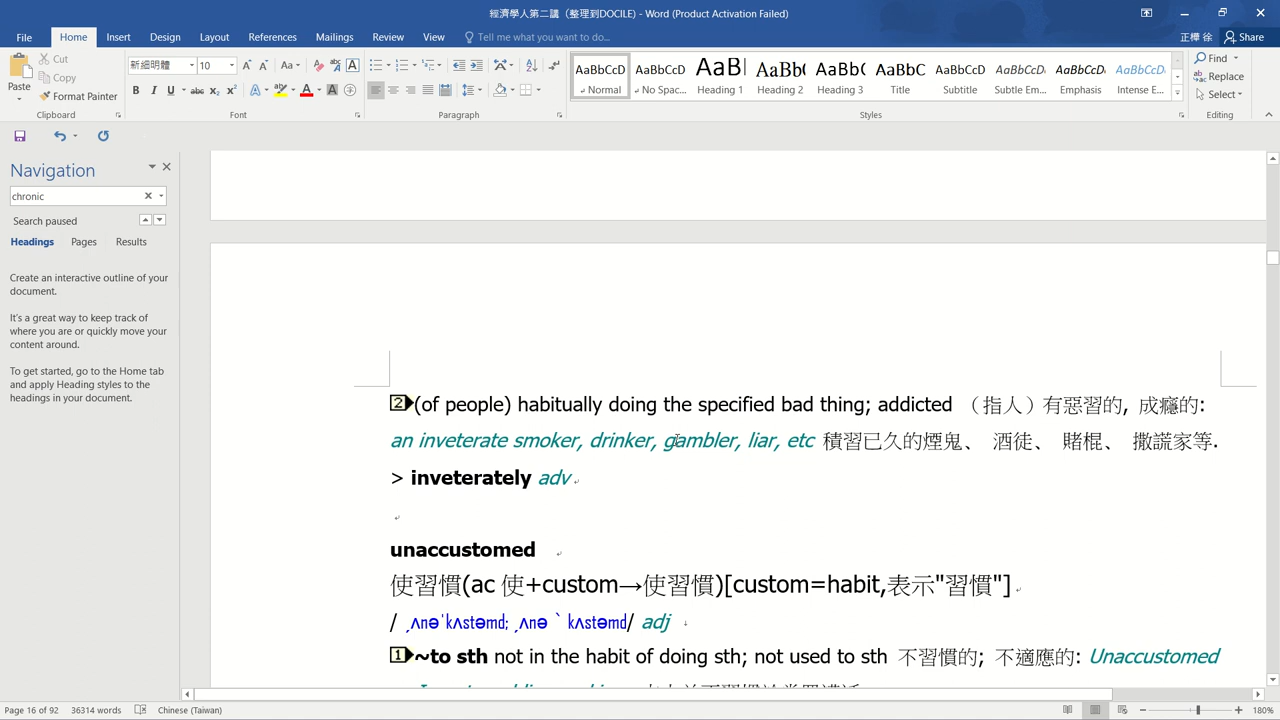 經濟學人第二講（整理到DOCILE) - Word (Product Activation Failed)
File Home Insert Design Layout References Mailings Review View Tell me what you want to do... 正樺 徐 Share
Paste Cut Copy Format Painter
新細明體 10
AaBbCcD AaBbCcD AaBl AaBb( AaBbC( AaBbC AaBbCcD AaBbCcD. AaBbCcD. AaBbCcD.
Normal No Spac... Heading 1 Heading 2 Heading 3 Title Subtitle Subtle Em... Emphasis Intense E...
Find Replace Select
Clipboard Font Paragraph Styles Editing
Navigation
chronic
Search paused
Headings Pages Results
Create an interactive outline of your
document.
It's a great way to keep track of
where you are or quickly move your
content around.
To get started, go to the Home tab
and apply Heading styles to the
headings in your document.
2 (of people) habitually doing the specified bad thing; addicted （指人）有惡習的, 成癮的:
an inveterate smoker, drinker, gambler, liar, etc 積習已久的煙鬼、 酒徒、 賭棍、 撒謊家等.
> inveterately adv
unaccustomed
使習慣(ac 使+custom→使習慣)[custom=habit,表示"習慣"]
/ ˏʌnəˈkʌstəmd; ˏʌnəˋkʌstəmd/ adj
1 ~to sth not in the habit of doing sth; not used to sth 不習慣的; 不適應的: Unaccustomed
Page 16 of 92 36314 words Chinese (Taiwan) 180%